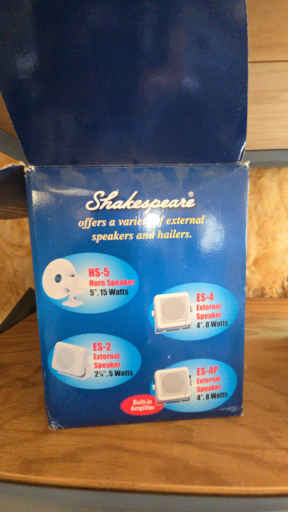 Shakespeare®
offers a variety of external
speakers and hailers.
HS-5
Horn Speaker
5", 15 Watts
ES-4
External
Speaker
4", 8 Watts
ES-2
External
Speaker
2¼", 5 Watts
ES-4P
External
Speaker
4", 8 Watts
Built-in
Amplifier